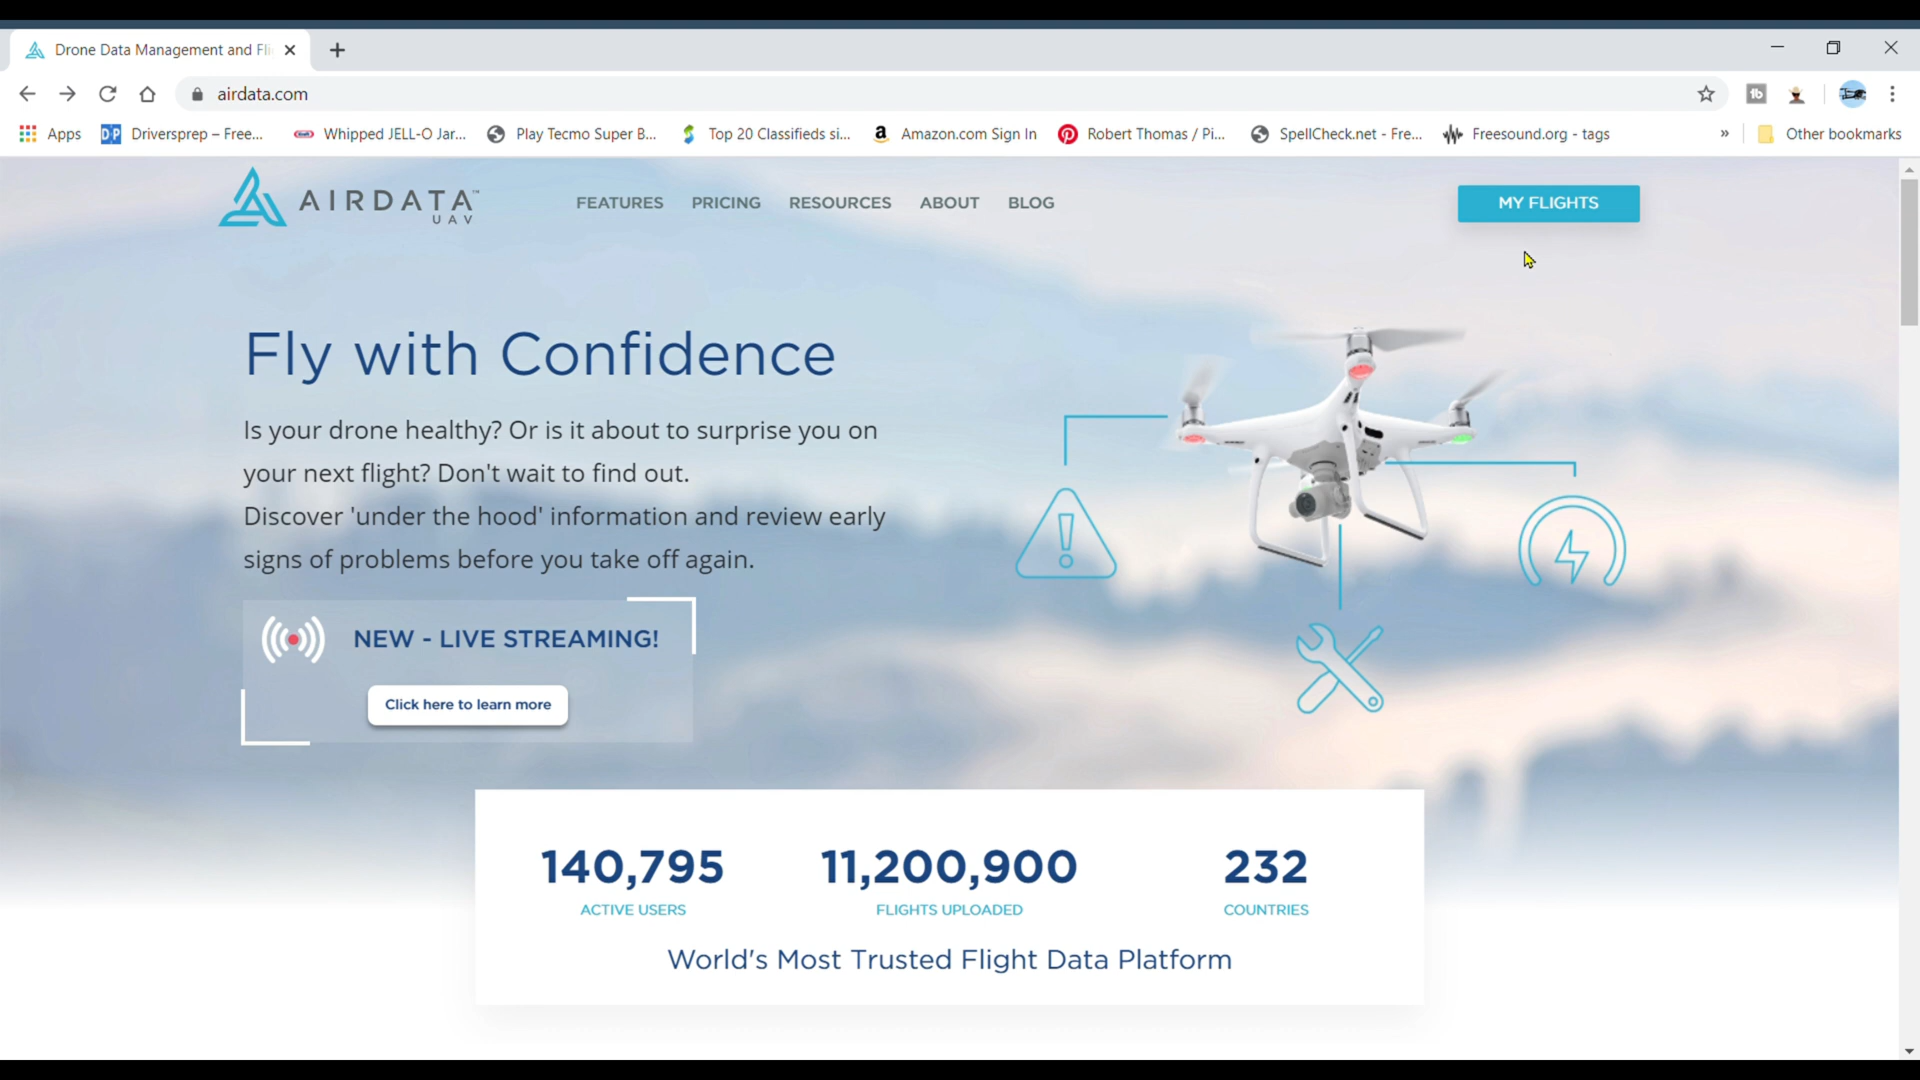 Drone Data Management and Fli
airdata.com
Apps
DP
Driversprep – Free...
Whipped JELL-O Jar...
Play Tecmo Super B...
Top 20 Classifieds si...
Amazon.com Sign In
Robert Thomas / Pi...
SpellCheck.net - Fre...
Freesound.org - tags
»
Other bookmarks
AIRDATA™
UAV
FEATURES
PRICING
RESOURCES
ABOUT
BLOG
MY FLIGHTS
Fly with Confidence
Is your drone healthy? Or is it about to surprise you on
your next flight? Don't wait to find out.
Discover 'under the hood' information and review early
signs of problems before you take off again.
NEW - LIVE STREAMING!
Click here to learn more
140,795
11,200,900
232
ACTIVE USERS
FLIGHTS UPLOADED
COUNTRIES
World's Most Trusted Flight Data Platform